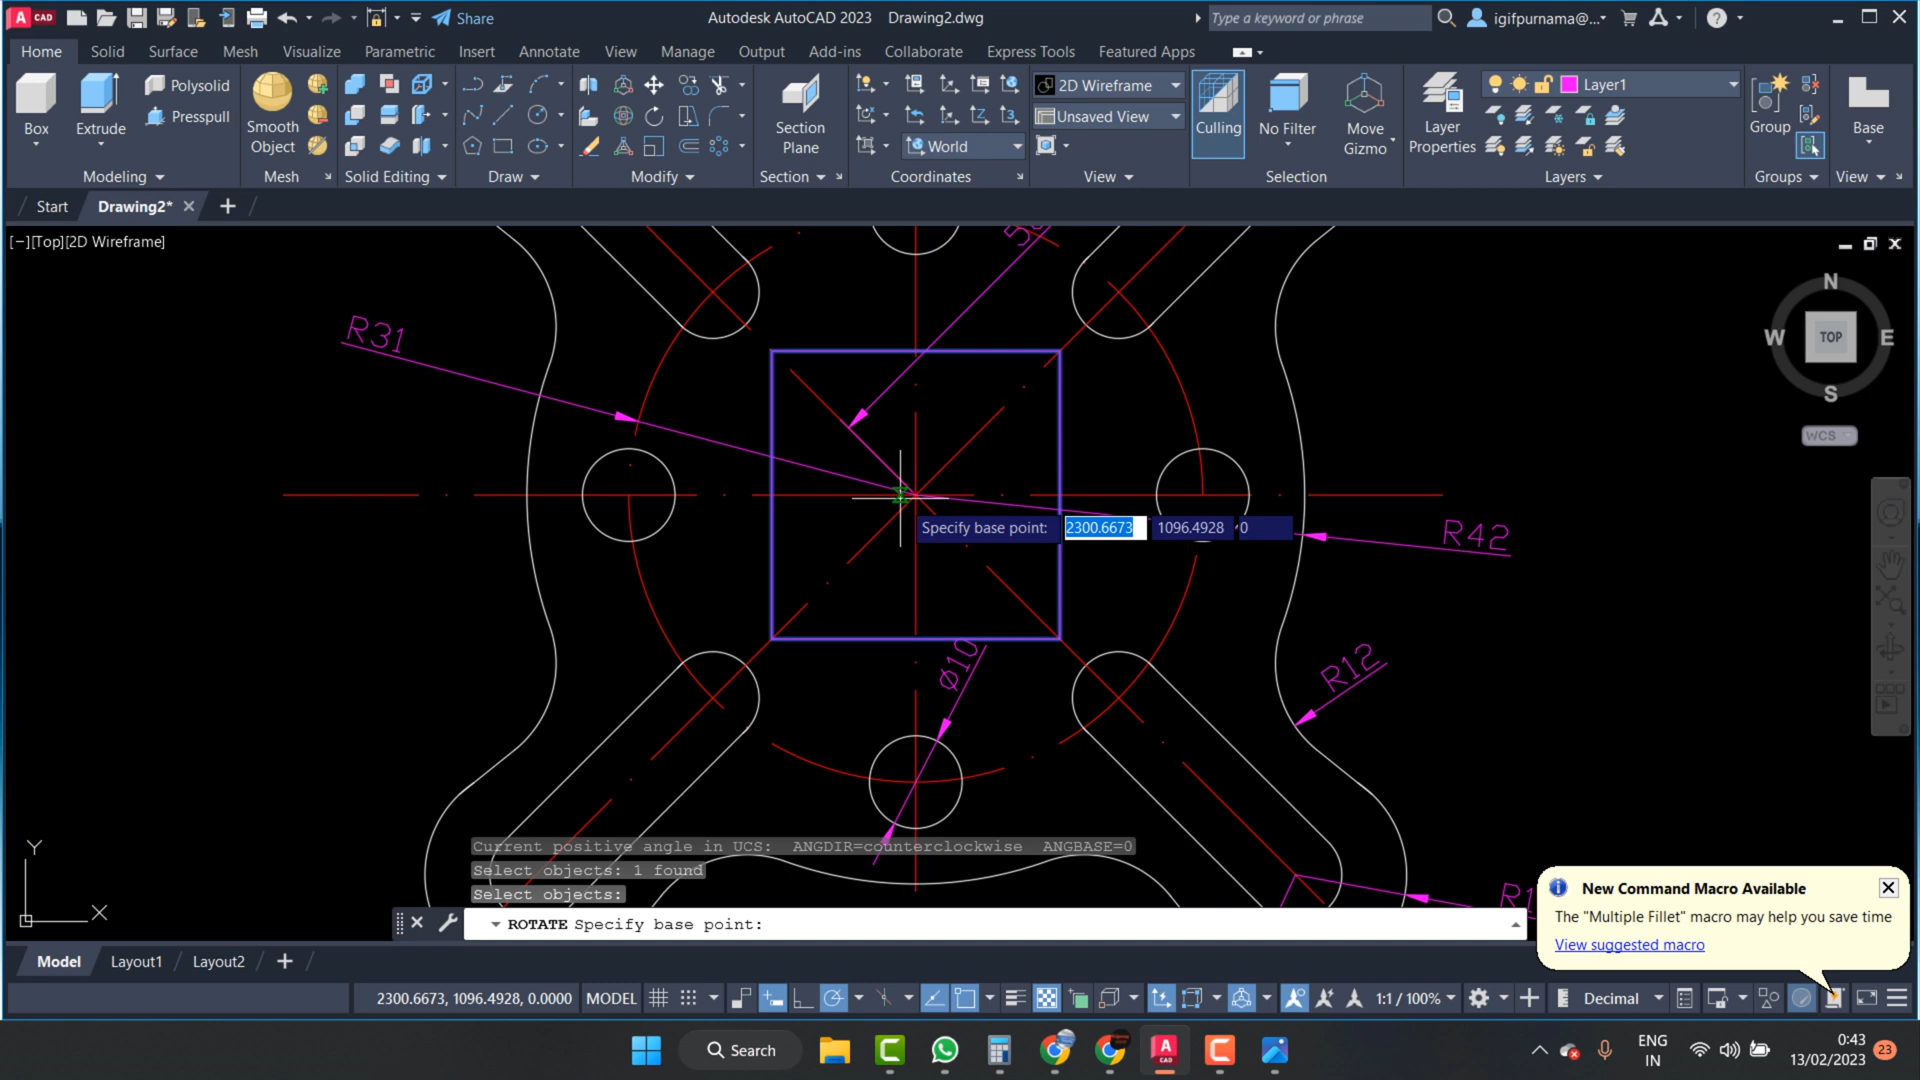 CAD
Share
Autodesk AutoCAD 2023 Drawing2.dwg
Type a keyword or phrase
igifpurnama@...
Home Solid Surface Mesh Visualize Parametric Insert Annotate View Manage Output Add-ins Collaborate Express Tools Featured Apps
Box
Extrude
Polysolid
Presspull
Smooth Object
Section Plane
World
2D Wireframe
Unsaved View
Culling
No Filter
Move Gizmo
Layer Properties
Layer1
Group
Base
Modeling Mesh Solid Editing Draw Modify Section Coordinates View Selection Layers Groups View
Start Drawing2*
[−][Top][2D Wireframe]
N
W TOP E
S
WCS
R31
Specify base point: 2300.6673 1096.4928 0
R42
R12
Ø10
Y
X
Current positive angle in UCS: ANGDIR=counterclockwise ANGBASE=0
Select objects: 1 found
Select objects:
ROTATE Specify base point:
New Command Macro Available
The "Multiple Fillet" macro may help you save time
View suggested macro
Model Layout1 Layout2
2300.6673, 1096.4928, 0.0000 MODEL 1:1 / 100% Decimal
Search
ENG
IN
0:43
13/02/2023
23